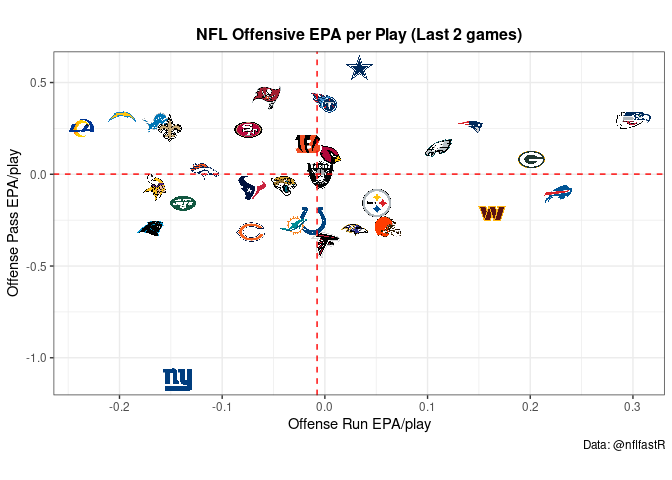 NFL Offensive EPA per Play (Last 2 games)
Offense Pass EPA/play
0.5
0.0
-0.5
-1.0
ny
W
-0.2
-0.1
0.0
0.1
0.2
0.3
Offense Run EPA/play
Data: @nflfastR